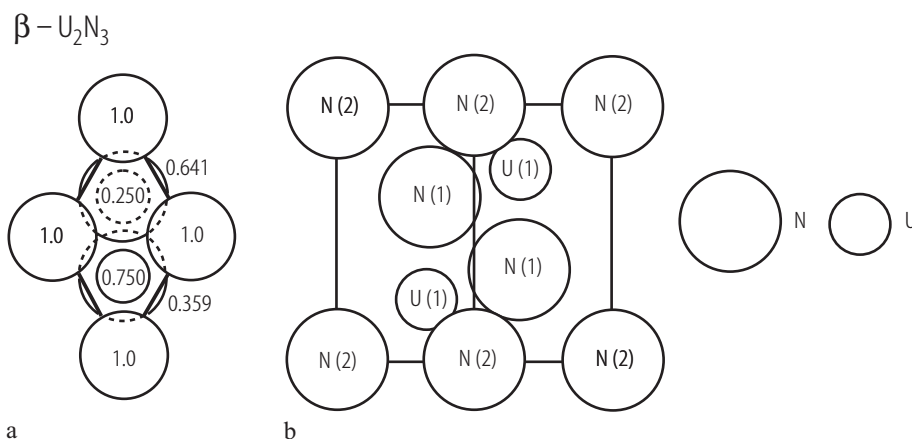 β – U₂N₃
1.0
0.641
0.250
1.0 1.0
0.750
0.359
1.0
a
N (2) N (2) N (2)
U (1)
N (1)
N (1)
U (1)
N (2) N (2) N (2)
b
N U